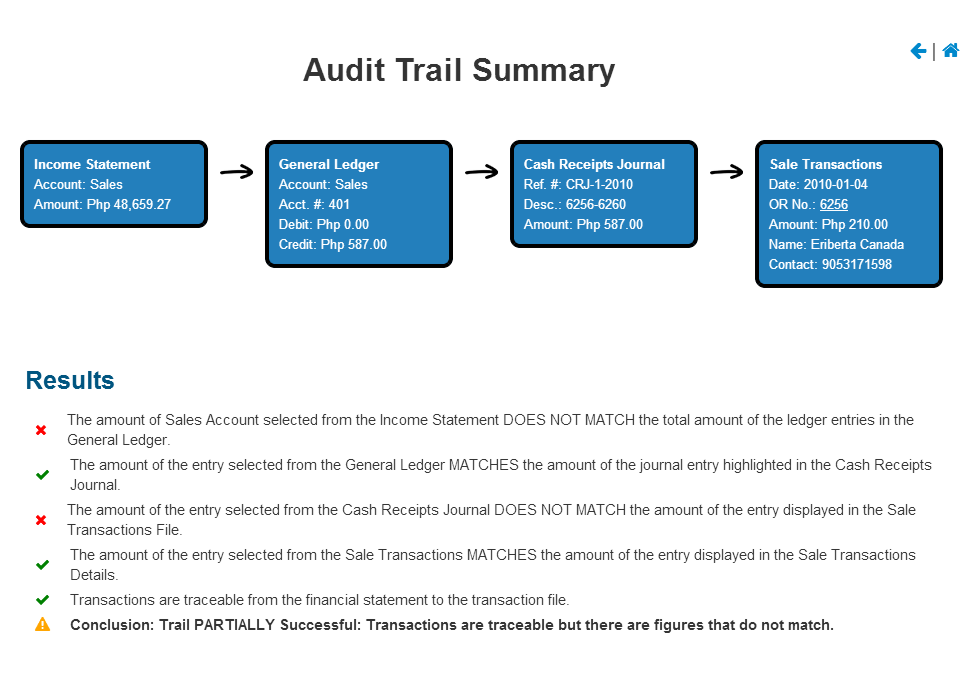 Audit Trail Summary
Income Statement
Account: Sales
Amount: Php 48,659.27
General Ledger
Account: Sales
Acct. #: 401
Debit: Php 0.00
Credit: Php 587.00
Cash Receipts Journal
Ref. #: CRJ-1-2010
Desc.: 6256-6260
Amount: Php 587.00
Sale Transactions
Date: 2010-01-04
OR No.: 6256
Amount: Php 210.00
Name: Eriberta Canada
Contact: 9053171598
Results
The amount of Sales Account selected from the Income Statement DOES NOT MATCH the total amount of the ledger entries in the
General Ledger.
The amount of the entry selected from the General Ledger MATCHES the amount of the journal entry highlighted in the Cash Receipts
Journal.
The amount of the entry selected from the Cash Receipts Journal DOES NOT MATCH the amount of the entry displayed in the Sale
Transactions File.
The amount of the entry selected from the Sale Transactions MATCHES the amount of the entry displayed in the Sale Transactions
Details.
Transactions are traceable from the financial statement to the transaction file.
Conclusion: Trail PARTIALLY Successful: Transactions are traceable but there are figures that do not match.